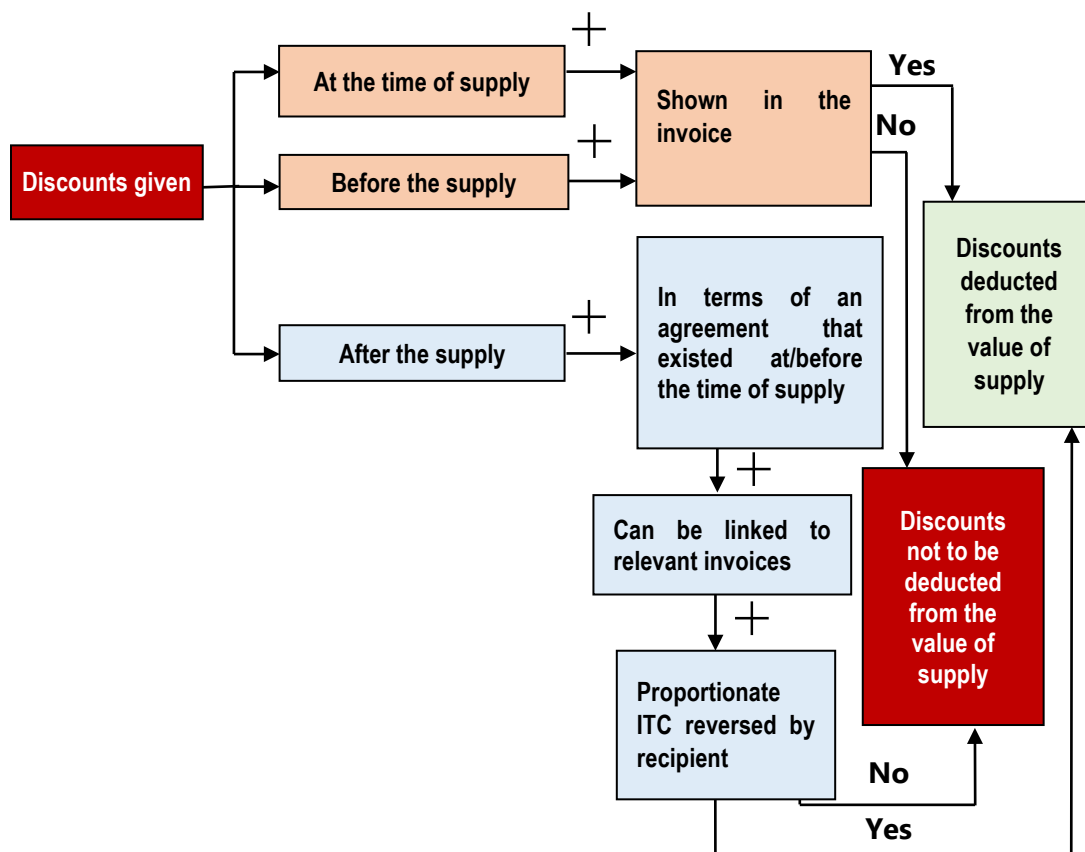 Discounts given
At the time of supply
+
Shown in the
invoice
Yes
No
Before the supply
+
After the supply
+
In terms of an
agreement that
existed at/before
the time of supply
Discounts
deducted
from the
value of
supply
+
Can be linked to
relevant invoices
+
Proportionate
ITC reversed by
recipient
Discounts
not to be
deducted
from the
value of
supply
No
Yes